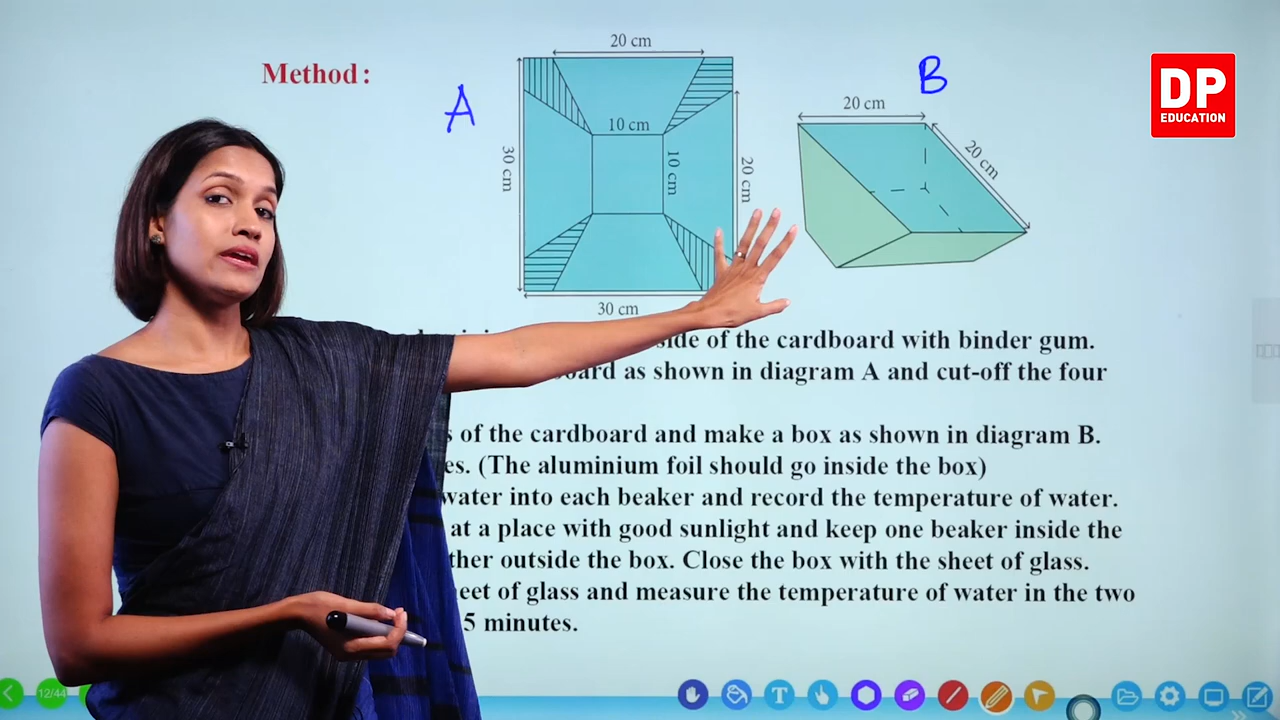 Method :
A
20 cm
30 cm
10 cm
10 cm
20 cm
30 cm
B
20 cm
20 cm
DP
EDUCATION
side of the cardboard with binder gum.
as shown in diagram A and cut-off the four
of the cardboard and make a box as shown in diagram B.
(The aluminium foil should go inside the box)
water into each beaker and record the temperature of water.
at a place with good sunlight and keep one beaker inside the
outside the box. Close the box with the sheet of glass.
of glass and measure the temperature of water in the two
5 minutes.
12/44